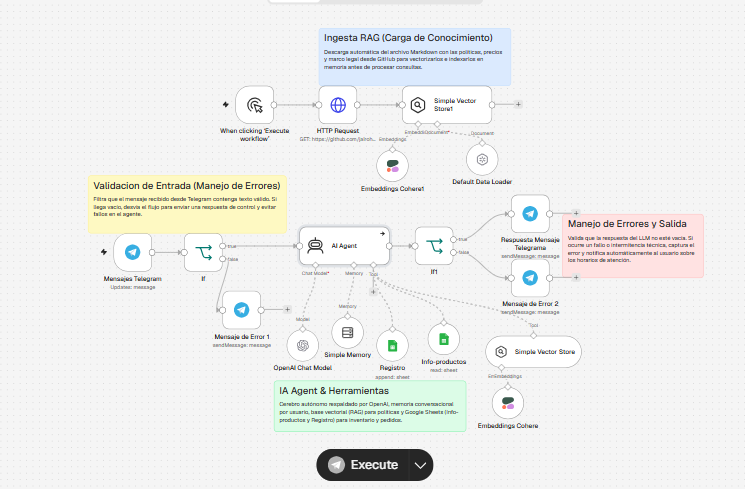 Ingesta RAG (Carga de Conocimiento)
Descarga automática del archivo Markdown con las políticas, precios
y marco legal desde GitHub para vectorizarlos e indexarlos en
memoria antes de procesar consultas.
When clicking 'Execute
workflow'
HTTP Request
GET: https://github.com/jairoh...
Simple Vector
Store1
Embeddings
Document
Embeddings Cohere1
Default Data Loader
Validacion de Entrada (Manejo de Errores)
Filtra que el mensaje recibido desde Telegram contenga texto válido. Si
llega vacío, desvía el flujo para enviar una respuesta de control y evitar
fallos en el agente.
Mensajes Telegram
Updates: message
If
true
false
Mensaje de Error 1
sendMessage: message
AI Agent
Chat Model*
Memory
Tool
If1
true
false
Respuesta Mensaje
Telegrama
sendMessage: message
Mensaje de Error 2
sendMessage: message
Manejo de Errores y Salida
Valida que la respuesta del LLM no esté vacía. Si
ocurre un fallo o intermitencia técnica, captura el
error y notifica automáticamente al usuario sobre
los horarios de atención.
Model
OpenAI Chat Model
Memory
Simple Memory
Registro
append: sheet
Info-productos
read: sheet
Tool
Simple Vector Store
Embeddings Cohere
IA Agent & Herramientas
Cerebro autónomo respaldado por OpenAI, memoria conversacional
por usuario, base vectorial (RAG) para políticas y Google Sheets (Info-
productos y Registro) para inventario y pedidos.
Execute